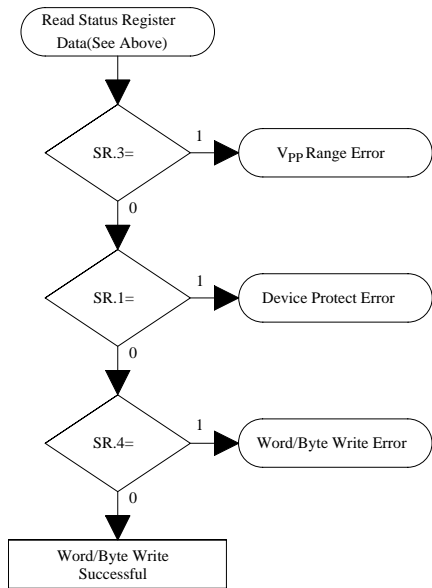 Read Status Register
Data(See Above)
SR.3=
1
VPP Range Error
0
SR.1=
1
Device Protect Error
0
SR.4=
1
Word/Byte Write Error
0
Word/Byte Write
Successful